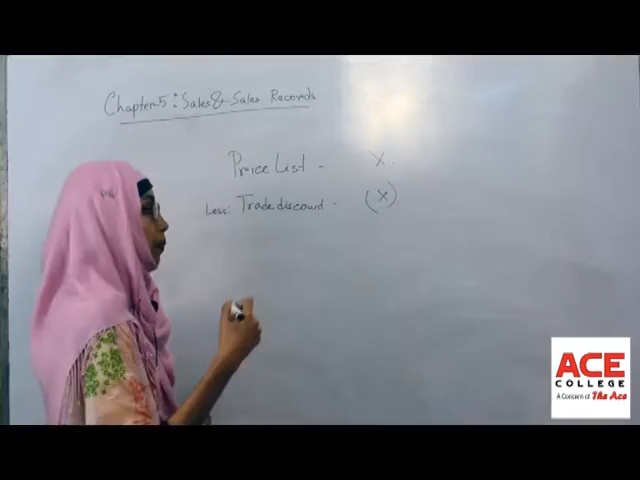 Chapter-5: Sales & Sales Records
Price List - X.
Less: Trade discount - (X)
ACE
COLLEGE
A Concern of The Ace